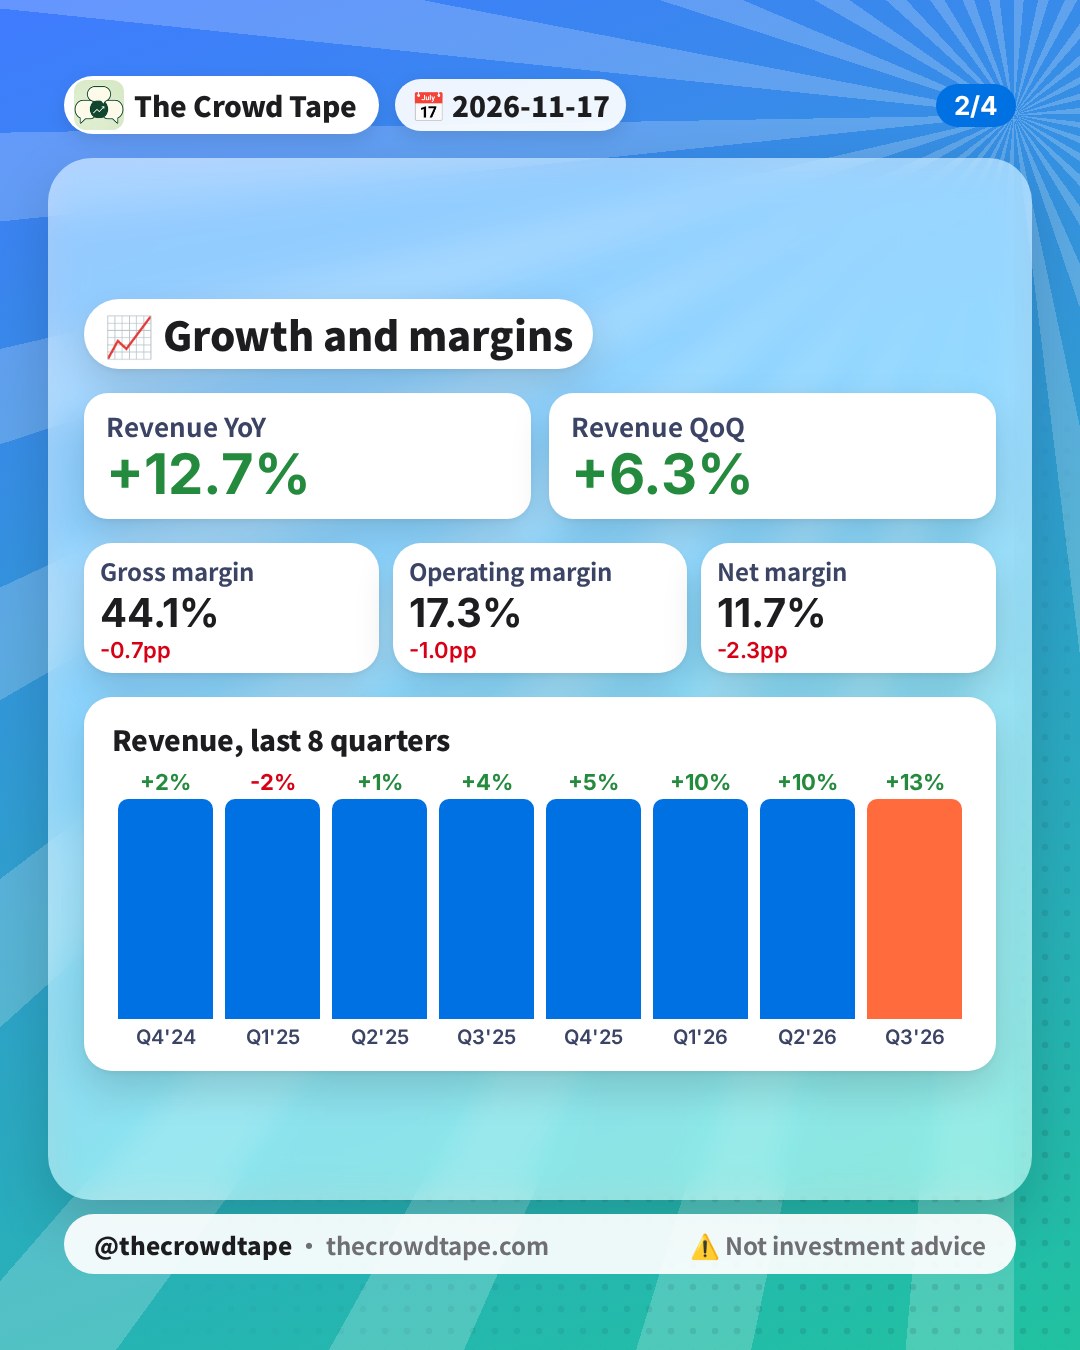 The Crowd Tape
2026-11-17
2/4
Growth and margins
Revenue YoY
+12.7%
Revenue QoQ
+6.3%
Gross margin
44.1%
-0.7pp
Operating margin
17.3%
-1.0pp
Net margin
11.7%
-2.3pp
Revenue, last 8 quarters
+2% -2% +1% +4% +5% +10% +10% +13%
Q4'24 Q1'25 Q2'25 Q3'25 Q4'25 Q1'26 Q2'26 Q3'26
@thecrowdtape • thecrowdtape.com
Not investment advice